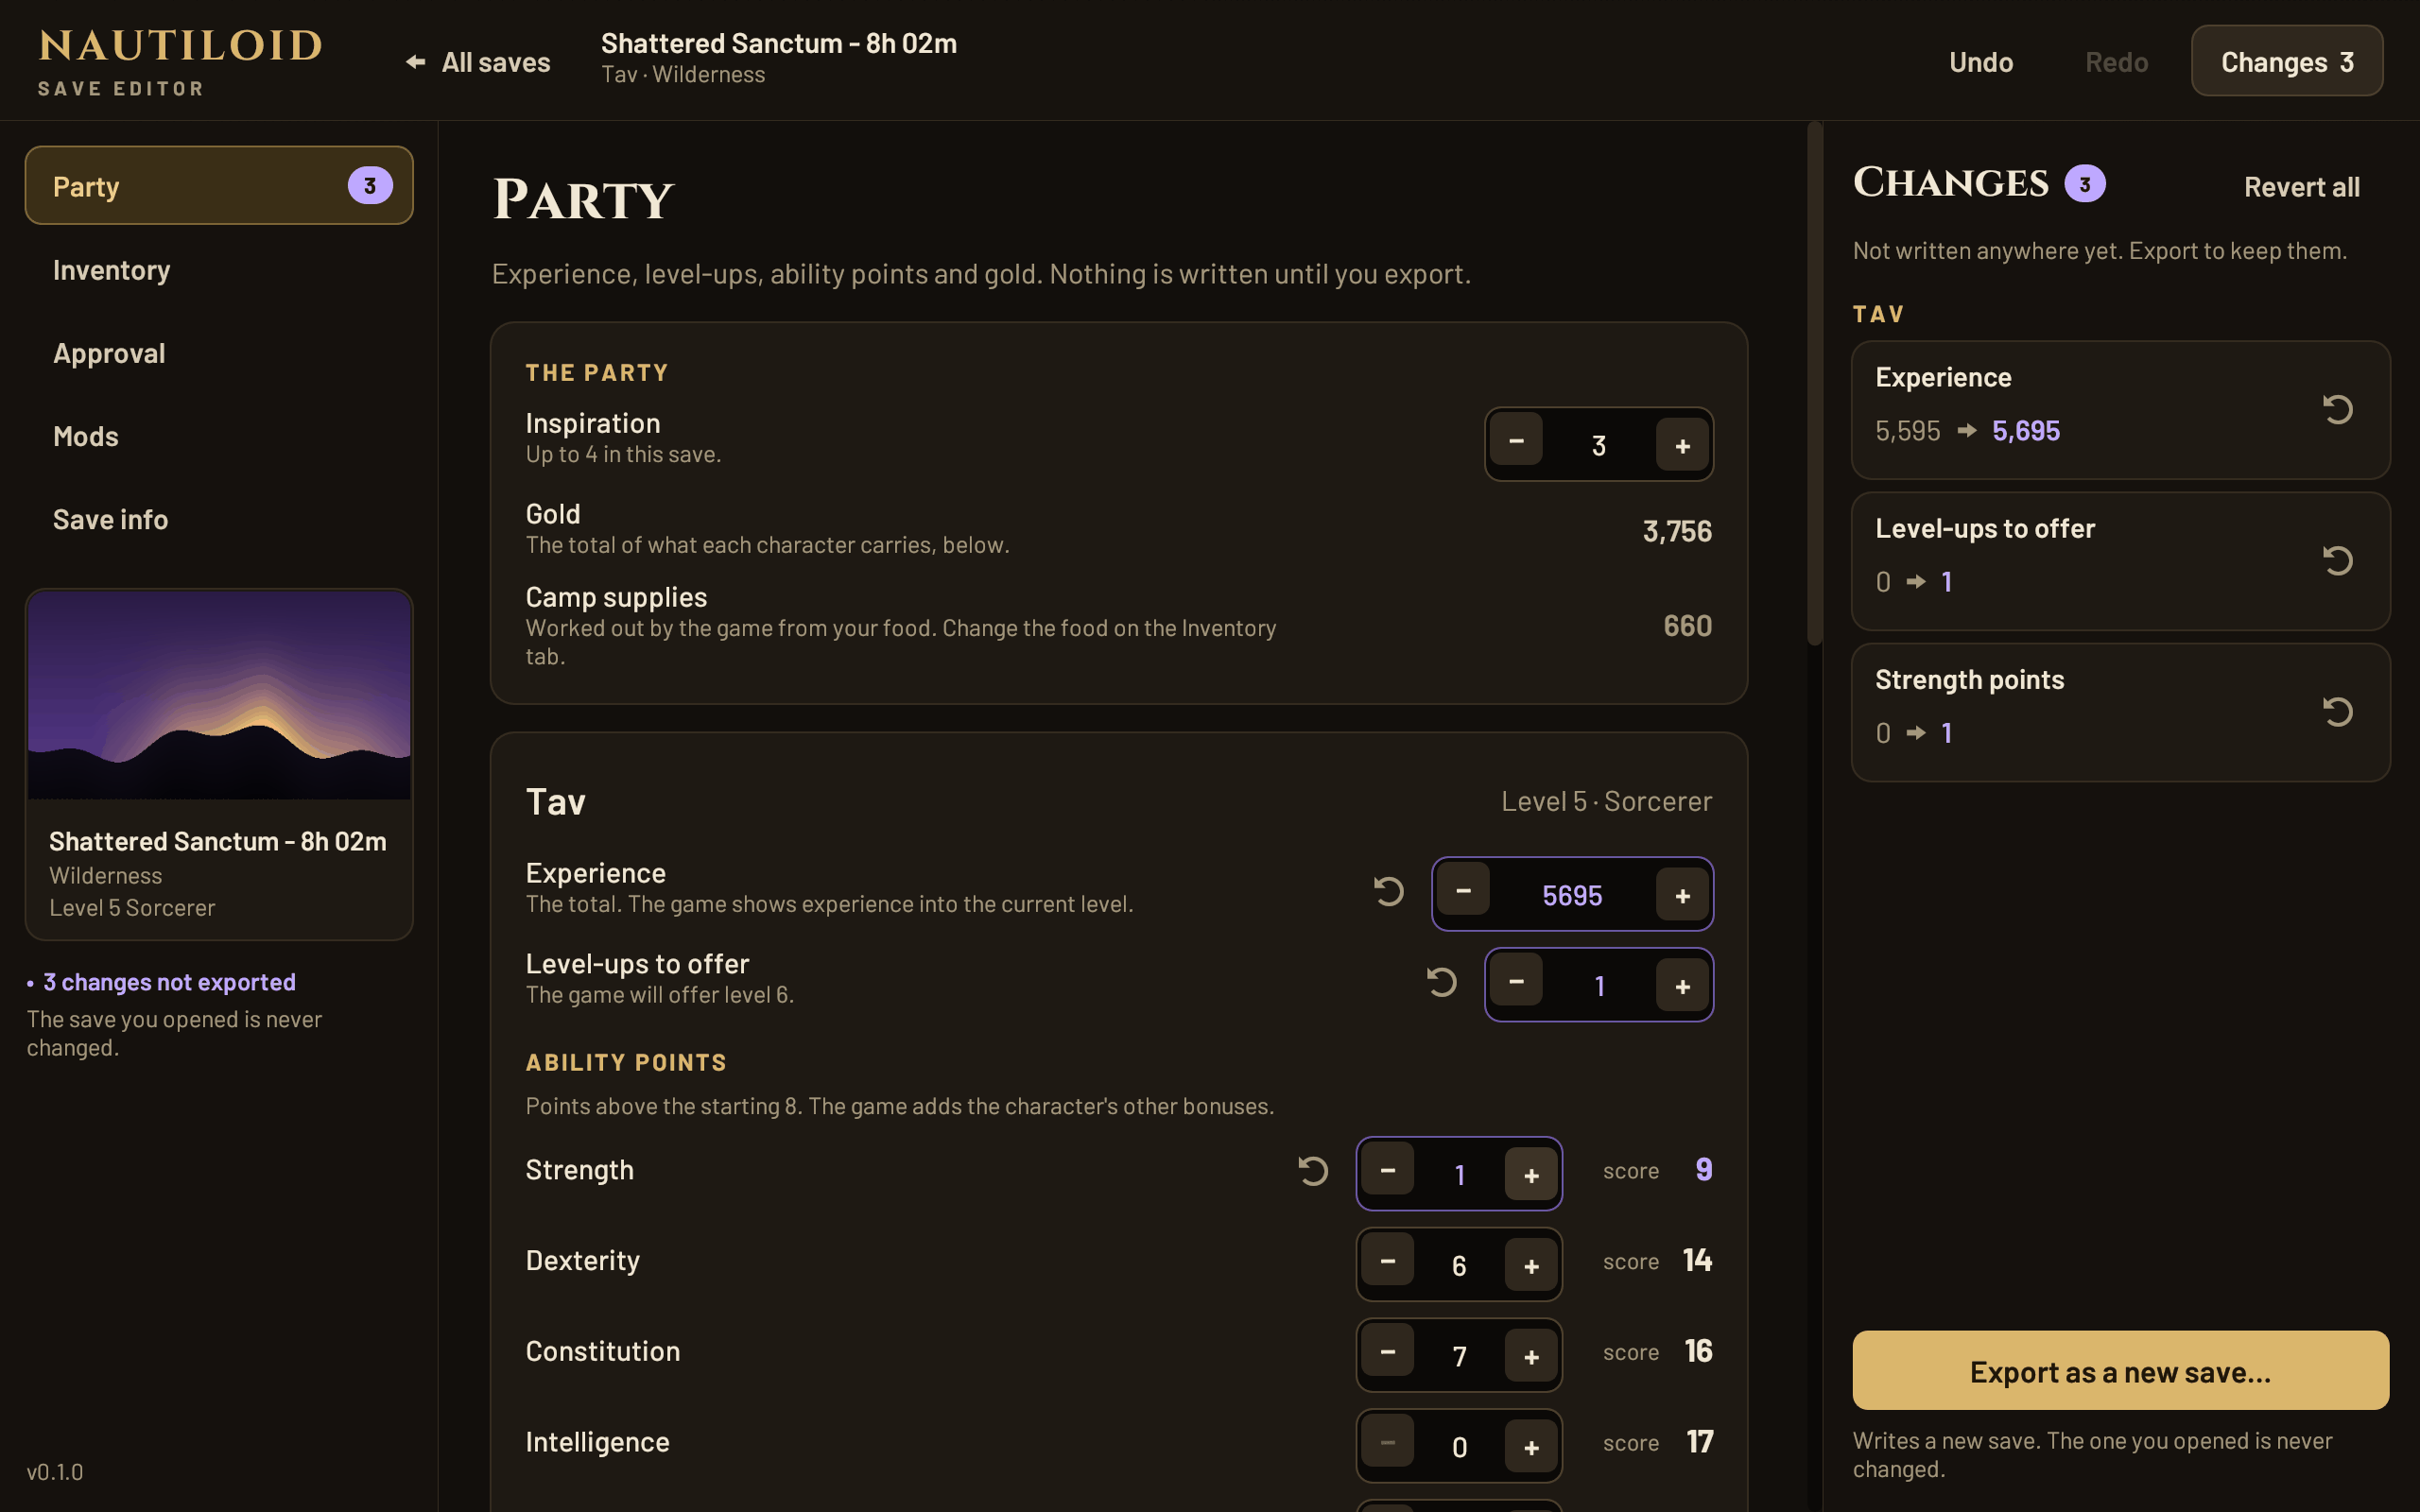 NAUTILOID
SAVE EDITOR
All saves
Shattered Sanctum - 8h 02m
Tav · Wilderness
Undo
Redo
Changes 3
Party 3
Inventory
Approval
Mods
Save info
Shattered Sanctum - 8h 02m
Wilderness
Level 5 Sorcerer
• 3 changes not exported
The save you opened is never
changed.
v0.1.0
PARTY
Experience, level-ups, ability points and gold. Nothing is written until you export.
THE PARTY
Inspiration
Up to 4 in this save.
− 3 +
Gold
The total of what each character carries, below.
3,756
Camp supplies
Worked out by the game from your food. Change the food on the Inventory
tab.
660
Tav
Level 5 · Sorcerer
Experience
The total. The game shows experience into the current level.
− 5695 +
Level-ups to offer
The game will offer level 6.
− 1 +
ABILITY POINTS
Points above the starting 8. The game adds the character's other bonuses.
Strength − 1 + score 9
Dexterity − 6 + score 14
Constitution − 7 + score 16
Intelligence − 0 + score 17
CHANGES 3
Revert all
Not written anywhere yet. Export to keep them.
TAV
Experience
5,595 → 5,695
Level-ups to offer
0 → 1
Strength points
0 → 1
Export as a new save...
Writes a new save. The one you opened is never
changed.